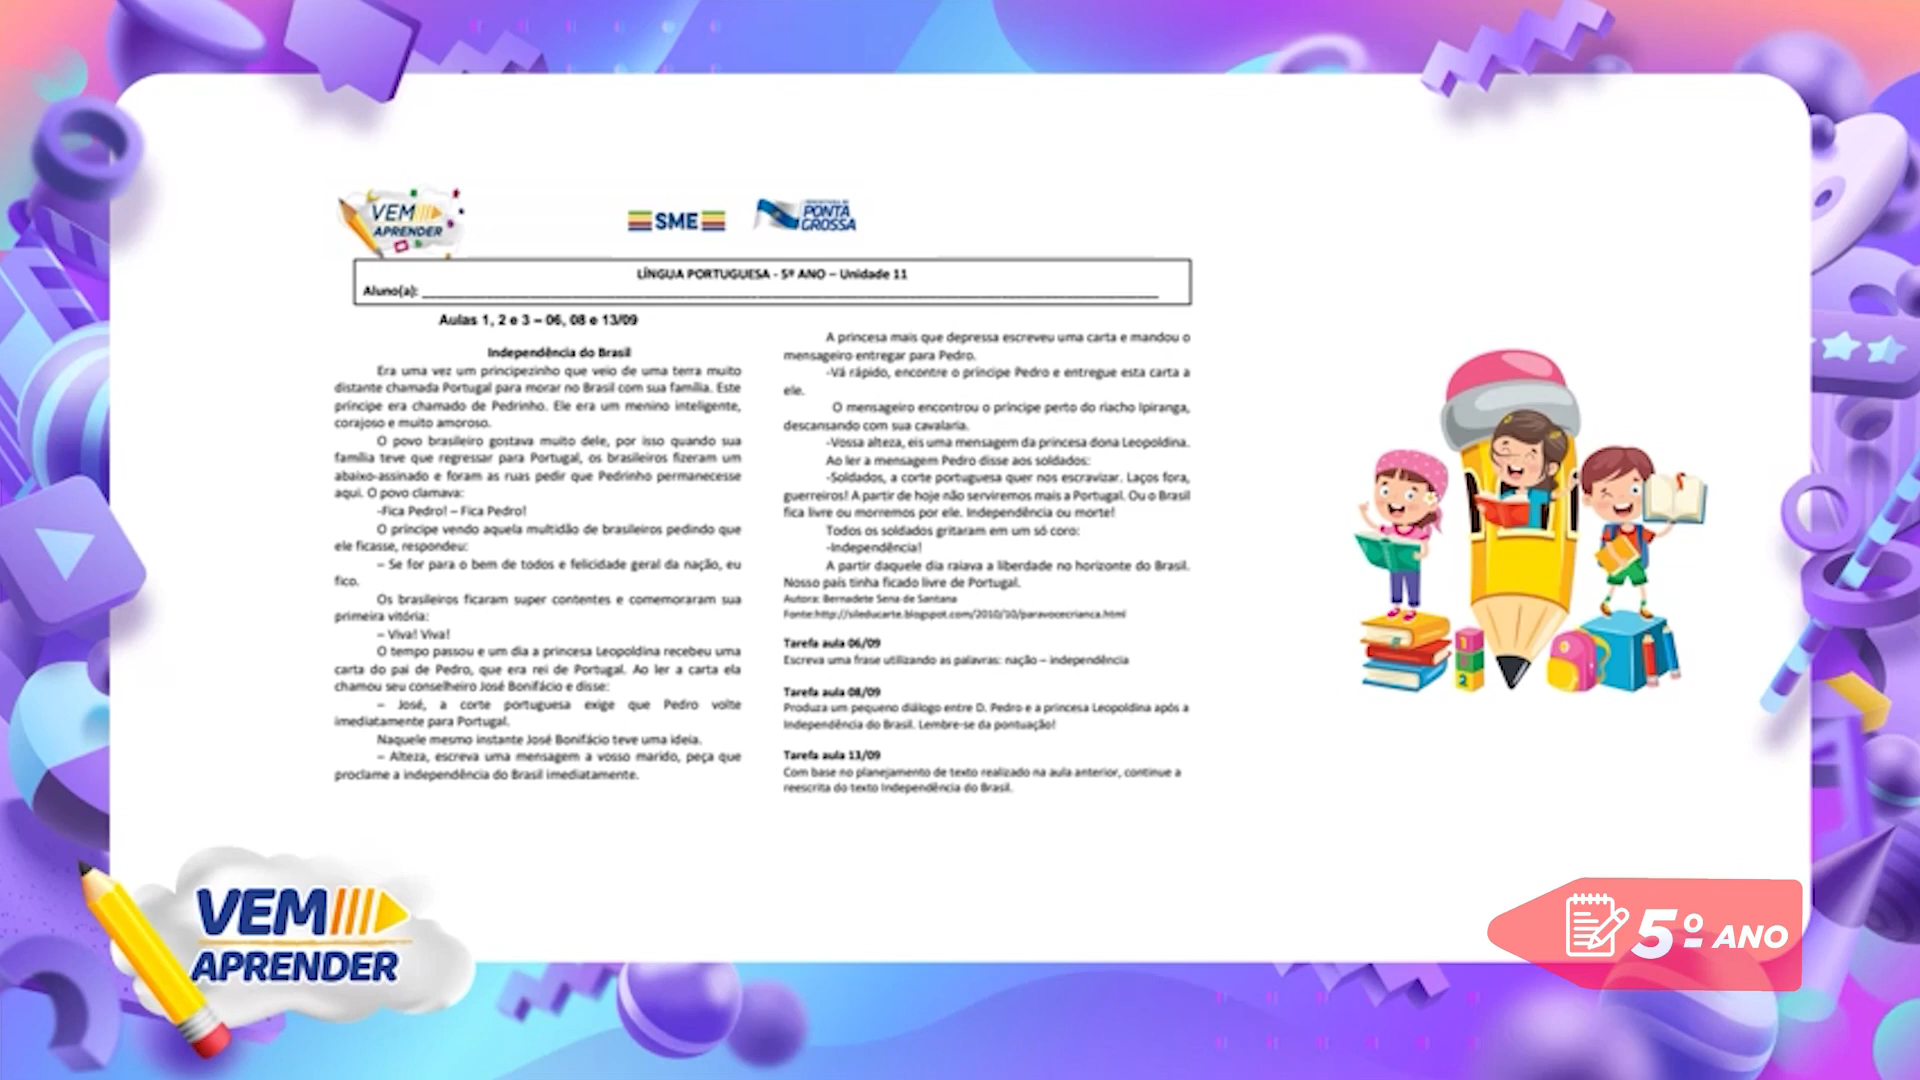 VEM
APRENDER
SME
PONTA
GROSSA
LÍNGUA PORTUGUESA - 5º ANO – Unidade 11
Aluno(a): ____________________
Aulas 1, 2 e 3 – 06, 08 e 13/09
Independência do Brasil
Era uma vez um principezinho que veio de uma terra muito
distante chamada Portugal para morar no Brasil com sua família. Este
príncipe era chamado de Pedrinho. Ele era um menino inteligente,
corajoso e muito amoroso.
O povo brasileiro gostava muito dele, por isso quando sua
família teve que regressar para Portugal, os brasileiros fizeram um
abaixo-assinado e foram as ruas pedir que Pedrinho permanecesse
aqui. O povo clamava:
-Fica Pedro! – Fica Pedro!
O príncipe vendo aquela multidão de brasileiros pedindo que
ele ficasse, respondeu:
– Se for para o bem de todos e felicidade geral da nação, eu
fico.
Os brasileiros ficaram super contentes e comemoraram sua
primeira vitória:
– Viva! Viva!
O tempo passou e um dia a princesa Leopoldina recebeu uma
carta do pai de Pedro, que era rei de Portugal. Ao ler a carta ela
chamou seu conselheiro José Bonifácio e disse:
– José, a corte portuguesa exige que Pedro volte
imediatamente para Portugal.
Naquele mesmo instante José Bonifácio teve uma ideia.
– Alteza, escreva uma mensagem a vosso marido, peça que
proclame a independência do Brasil imediatamente.
A princesa mais que depressa escreveu uma carta e mandou o
mensageiro entregar para Pedro.
-Vá rápido, encontre o príncipe Pedro e entregue esta carta a
ele.
O mensageiro encontrou o príncipe perto do riacho Ipiranga,
descansando com sua cavalaria.
-Vossa alteza, eis uma mensagem da princesa dona Leopoldina.
Ao ler a mensagem Pedro disse aos soldados:
-Soldados, a corte portuguesa quer nos escravizar. Laços fora,
guerreiros! A partir de hoje não serviremos mais a Portugal. Ou o Brasil
fica livre ou morremos por ele. Independência ou morte!
Todos os soldados gritaram em um só coro:
-Independência!
A partir daquele dia raiava a liberdade no horizonte do Brasil.
Nosso país tinha ficado livre de Portugal.
Autora: Bernadete Sena de Santana
Fonte:http://sileducarte.blogspot.com/2010/10/paravocecrianca.html
Tarefa aula 06/09
Escreva uma frase utilizando as palavras: nação – independência
Tarefa aula 08/09
Produza um pequeno diálogo entre D. Pedro e a princesa Leopoldina após a
Independência do Brasil. Lembre-se da pontuação!
Tarefa aula 13/09
Com base no planejamento de texto realizado na aula anterior, continue a
reescrita do texto Independência do Brasil.
VEM
APRENDER
5º ANO